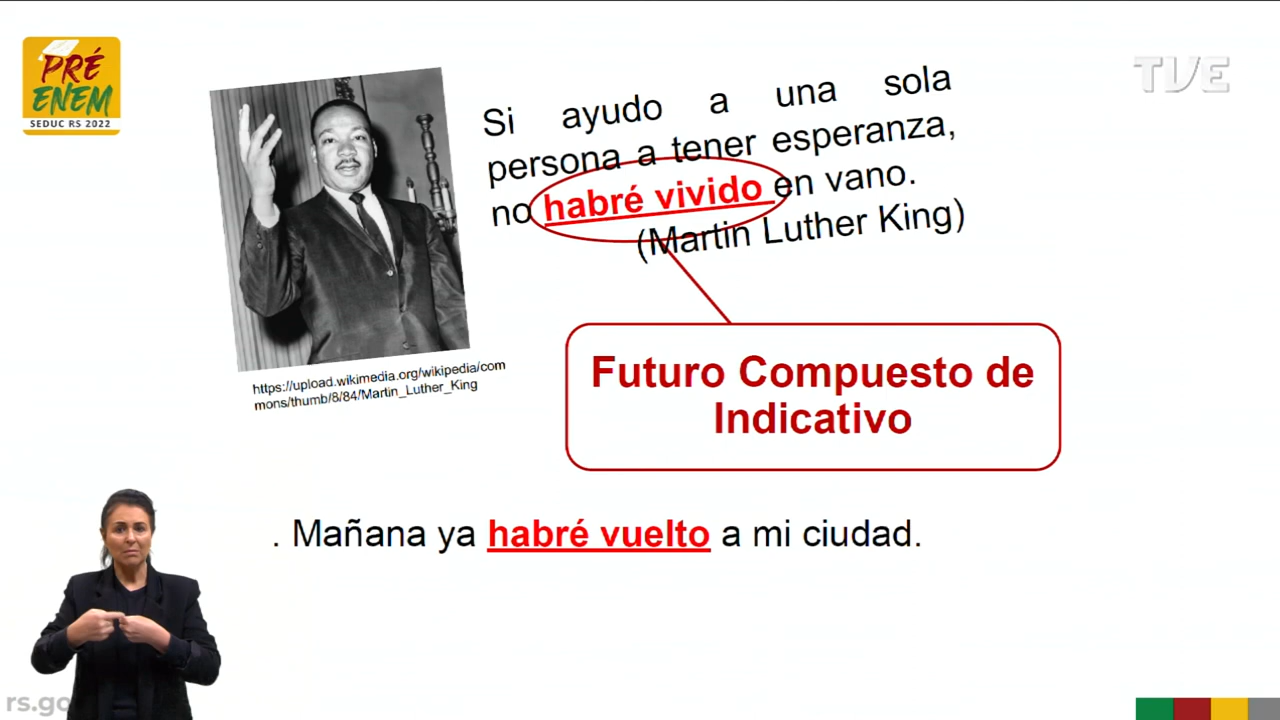 PRÉ
ENEM
SEDUC RS 2022
TVE
Si ayudo a una sola
persona a tener esperanza,
no habré vivido en vano.
(Martin Luther King)
https://upload.wikimedia.org/wikipedia/com
mons/thumb/8/84/Martin_Luther_King
Futuro Compuesto de
Indicativo
. Mañana ya habré vuelto a mi ciudad.